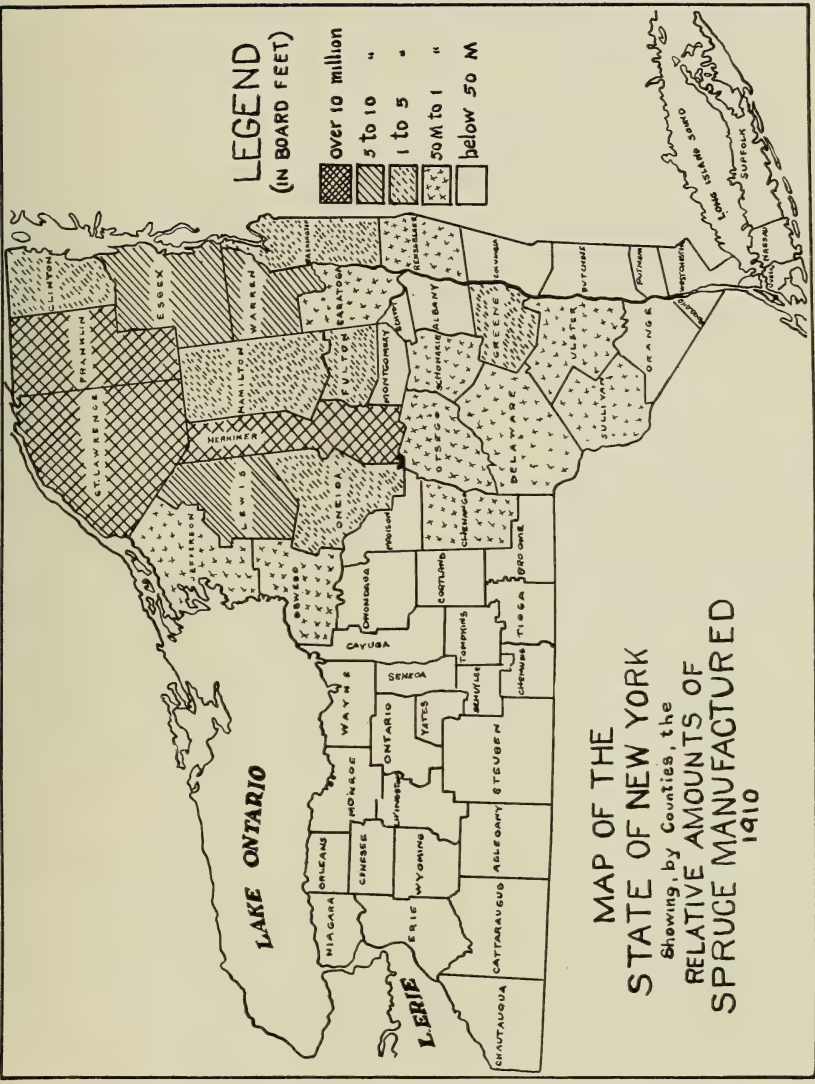 LEGEND
(IN BOARD FEET)
over 10 million
5 to 10 "
1 to 5 "
50 M to 1 "
below 50 M
CLINTON
FRANKLIN
ST. LAWRENCE
ESSEX
WARREN
HAMILTON
HERKIMER
LEWIS
JEFFERSON
OSWEGO
ONEIDA
FULTON
MONTGOMERY
SARATOGA
WASHINGTON
RENSSELAER
ALBANY
SCHOHARIE
OTSEGO
MADISON
CHENANGO
ONONDAGA
CORTLAND
CAYUGA
SENECA
WAYNE
ONTARIO
YATES
MONROE
LIVINGSTON
ORLEANS
GENESEE
WYOMING
NIAGARA
ERIE
CHAUTAUQUA
CATTARAUGUS
ALLEGANY
STEUBEN
SCHUYLER
CHEMUNG
TOMPKINS
TIOGA
BROOME
DELAWARE
GREENE
COLUMBIA
ULSTER
SULLIVAN
ORANGE
DUTCHESS
PUTNAM
WESTCHESTER
ROCKLAND
NASSAU
SUFFOLK
LONG ISLAND SOUND
LAKE ONTARIO
L. ERIE
MAP OF THE
STATE OF NEW YORK
Showing, by Counties, the
RELATIVE AMOUNTS OF
SPRUCE MANUFACTURED
1910